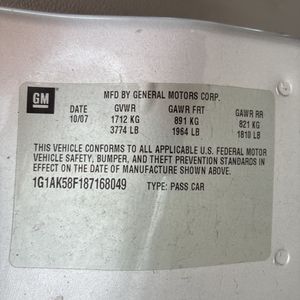 GM
MFD BY GENERAL MOTORS CORP.
DATE GVWR GAWR FRT GAWR RR
10/07 1712 KG 891 KG 821 KG
3774 LB 1964 LB 1810 LB
THIS VEHICLE CONFORMS TO ALL APPLICABLE U.S. FEDERAL MOTOR
VEHICLE SAFETY, BUMPER, AND THEFT PREVENTION STANDARDS IN
EFFECT ON THE DATE OF MANUFACTURE SHOWN ABOVE.
1G1AK58F187168049 TYPE: PASS CAR